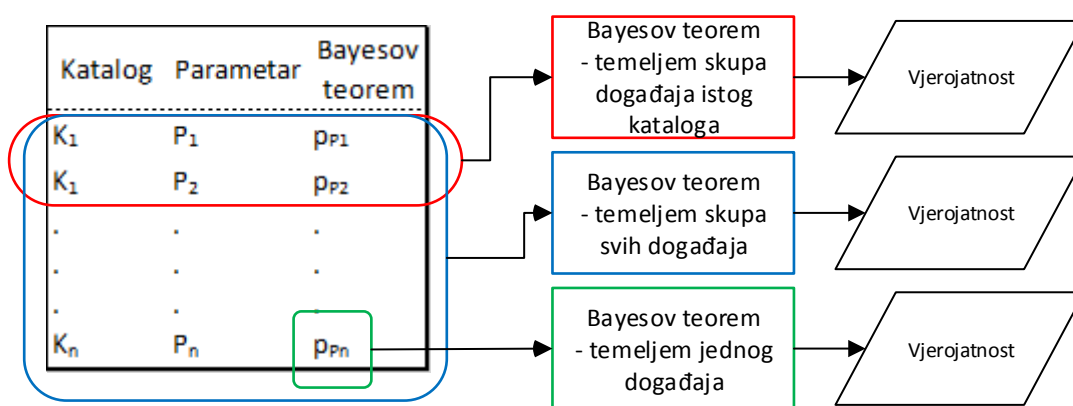 Katalog Parametar Bayesov teorem
K₁ P₁ pP1
K₁ P₂ pP2
. . .
. . .
. . .
Kₙ Pₙ pPn
Bayesov teorem
- temeljem skupa
događaja istog
kataloga
Vjerojatnost
Bayesov teorem
- temeljem skupa
svih događaja
Vjerojatnost
Bayesov teorem
- temeljem jednog
događaja
Vjerojatnost